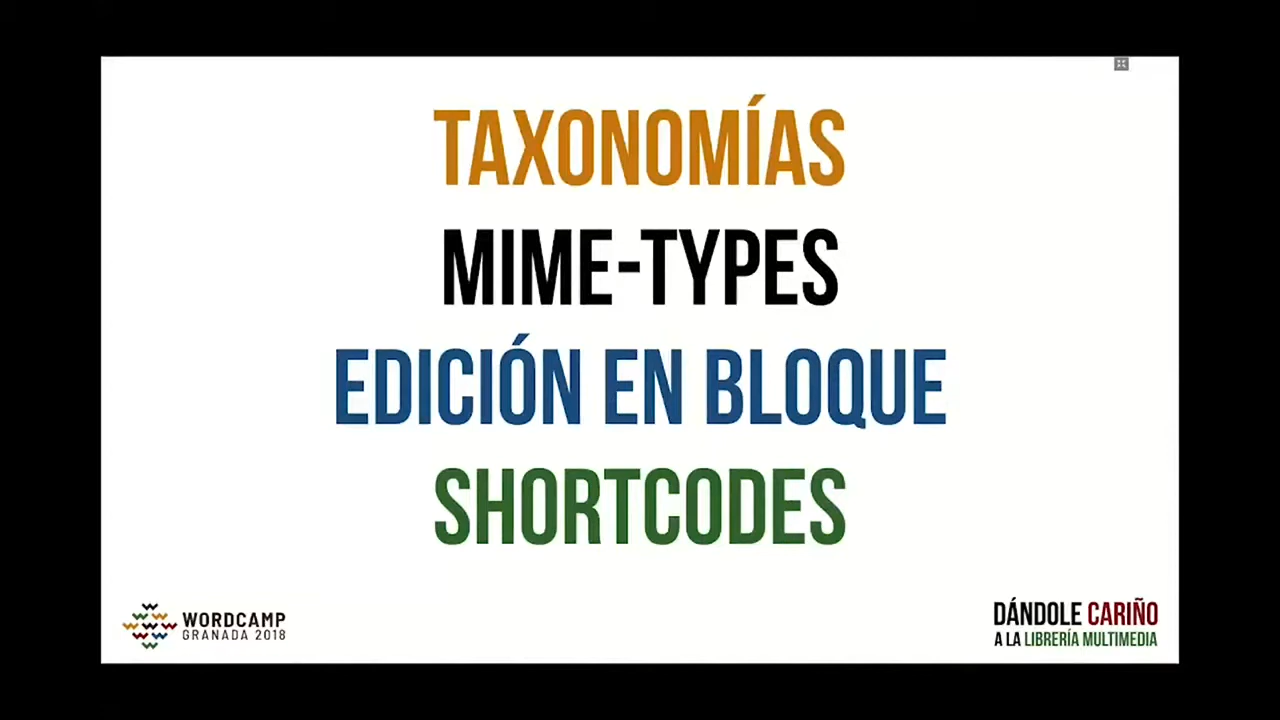 TAXONOMÍAS
MIME-TYPES
EDICIÓN EN BLOQUE
SHORTCODES
WORDCAMP
GRANADA 2018
DÁNDOLE CARIÑO
A LA LIBRERÍA MULTIMEDIA